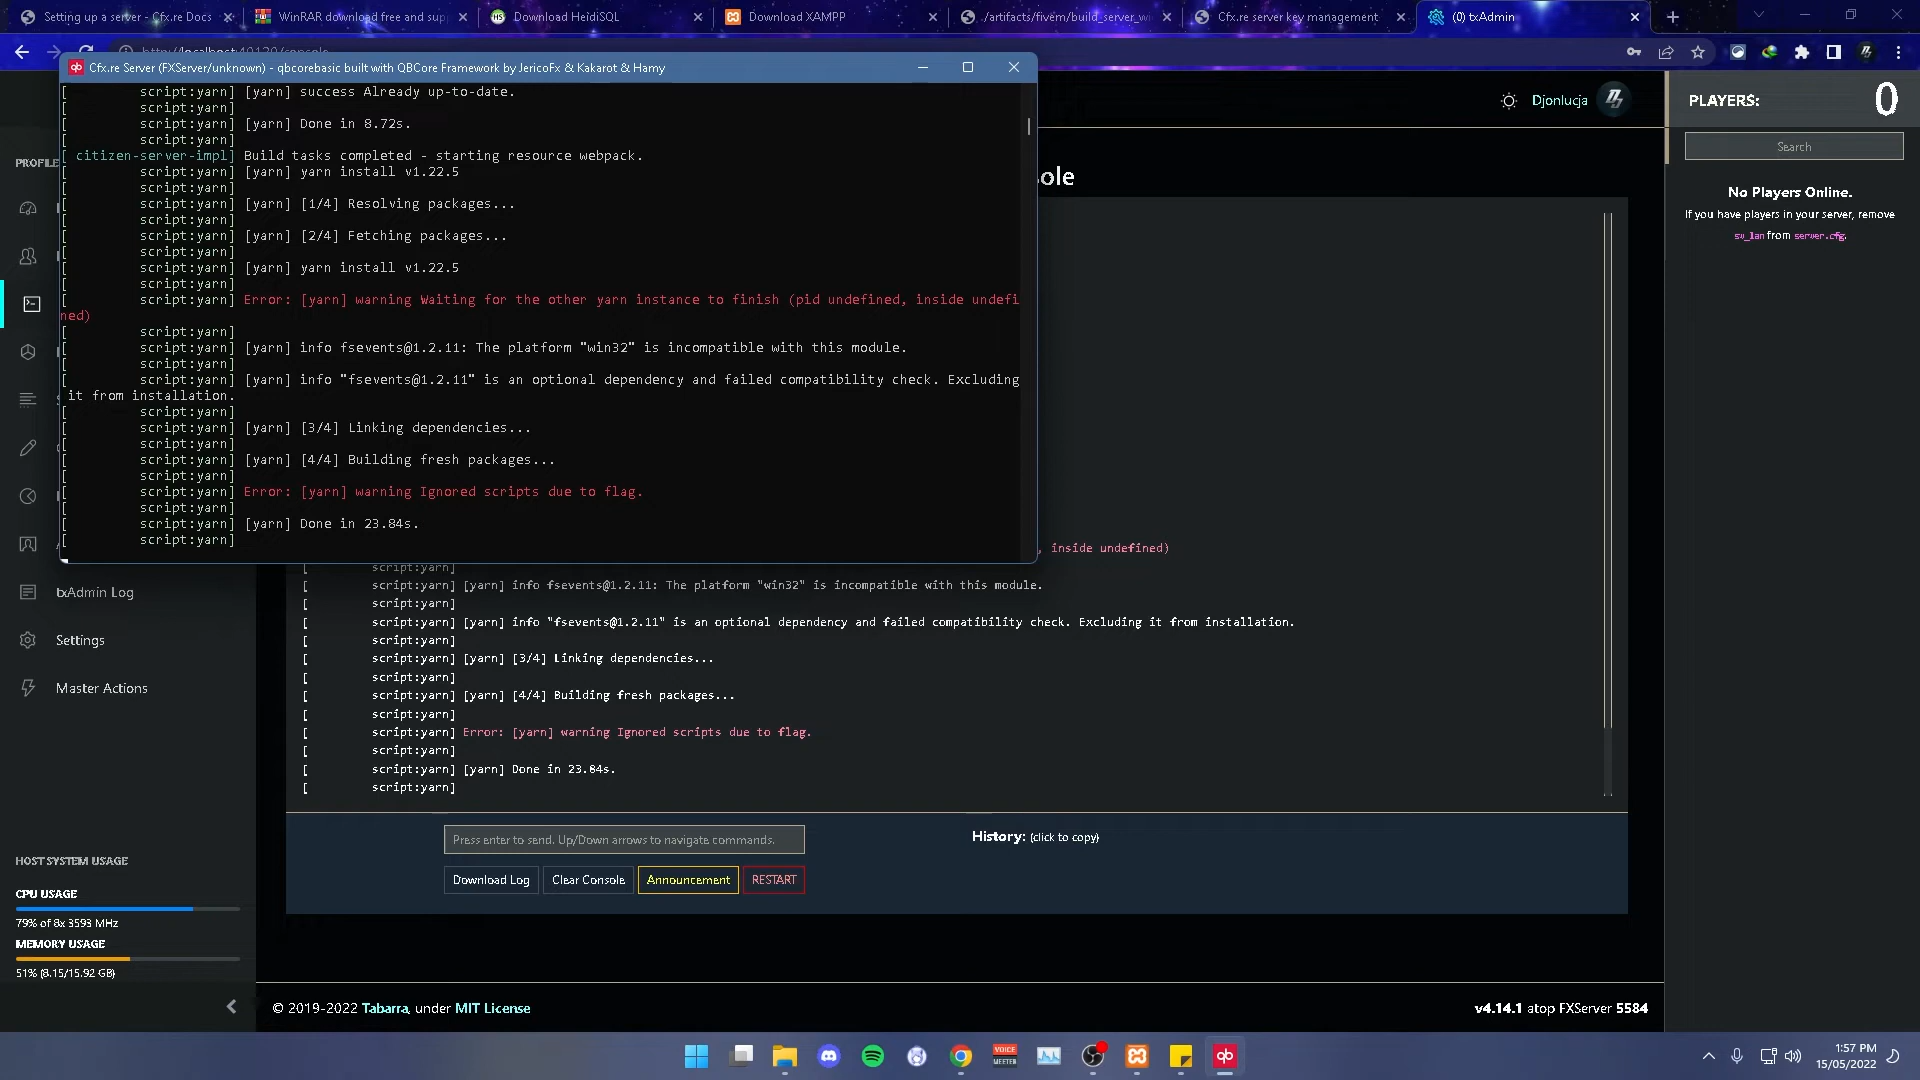 Setting up a server - Cfx.re Docs
WinRAR download free and sup
Download HeidiSQL
Download XAMPP
./artifacts/fivem/build_server_wi
Cfx.re server key management
(0) txAdmin
Cfx.re Server (FXServer/unknown) - qbcorebasic built with QBCore Framework by JericoFx & Kakarot & Hamy
[ script:yarn] [yarn] success Already up-to-date.
[ script:yarn]
[ script:yarn] [yarn] Done in 8.72s.
[ script:yarn]
[ citizen-server-impl] Build tasks completed - starting resource webpack.
[ script:yarn] [yarn] yarn install v1.22.5
[ script:yarn]
[ script:yarn] [yarn] [1/4] Resolving packages...
[ script:yarn]
[ script:yarn] [yarn] [2/4] Fetching packages...
[ script:yarn]
[ script:yarn] [yarn] yarn install v1.22.5
[ script:yarn]
[ script:yarn] Error: [yarn] warning Waiting for the other yarn instance to finish (pid undefined, inside undefi
ned)
[ script:yarn]
[ script:yarn] [yarn] info fsevents@1.2.11: The platform "win32" is incompatible with this module.
[ script:yarn]
[ script:yarn] [yarn] info "fsevents@1.2.11" is an optional dependency and failed compatibility check. Excluding
it from installation.
[ script:yarn]
[ script:yarn] [yarn] [3/4] Linking dependencies...
[ script:yarn]
[ script:yarn] [yarn] [4/4] Building fresh packages...
[ script:yarn]
[ script:yarn] Error: [yarn] warning Ignored scripts due to flag.
[ script:yarn]
[ script:yarn] [yarn] Done in 23.84s.
[ script:yarn]
PROFILE
txAdmin Log
Settings
Master Actions
HOST SYSTEM USAGE
CPU USAGE
79% of 8x 3593 MHz
MEMORY USAGE
51% (8.15/15.92 GB)
Djonlucja
ole
, inside undefined)
[ script:yarn]
[ script:yarn] [yarn] info fsevents@1.2.11: The platform "win32" is incompatible with this module.
[ script:yarn]
[ script:yarn] [yarn] info "fsevents@1.2.11" is an optional dependency and failed compatibility check. Excluding it from installation.
[ script:yarn]
[ script:yarn] [yarn] [3/4] Linking dependencies...
[ script:yarn]
[ script:yarn] [yarn] [4/4] Building fresh packages...
[ script:yarn]
[ script:yarn] Error: [yarn] warning Ignored scripts due to flag.
[ script:yarn]
[ script:yarn] [yarn] Done in 23.84s.
[ script:yarn]
Press enter to send. Up/Down arrows to navigate commands.
History: (click to copy)
Download Log
Clear Console
Announcement
RESTART
© 2019-2022 Tabarra, under MIT License
v4.14.1 atop FXServer 5584
PLAYERS: 0
Search
No Players Online.
If you have players in your server, remove
sv_lan from server.cfg.
VOICE
MEETER
qb
1:57 PM
15/05/2022